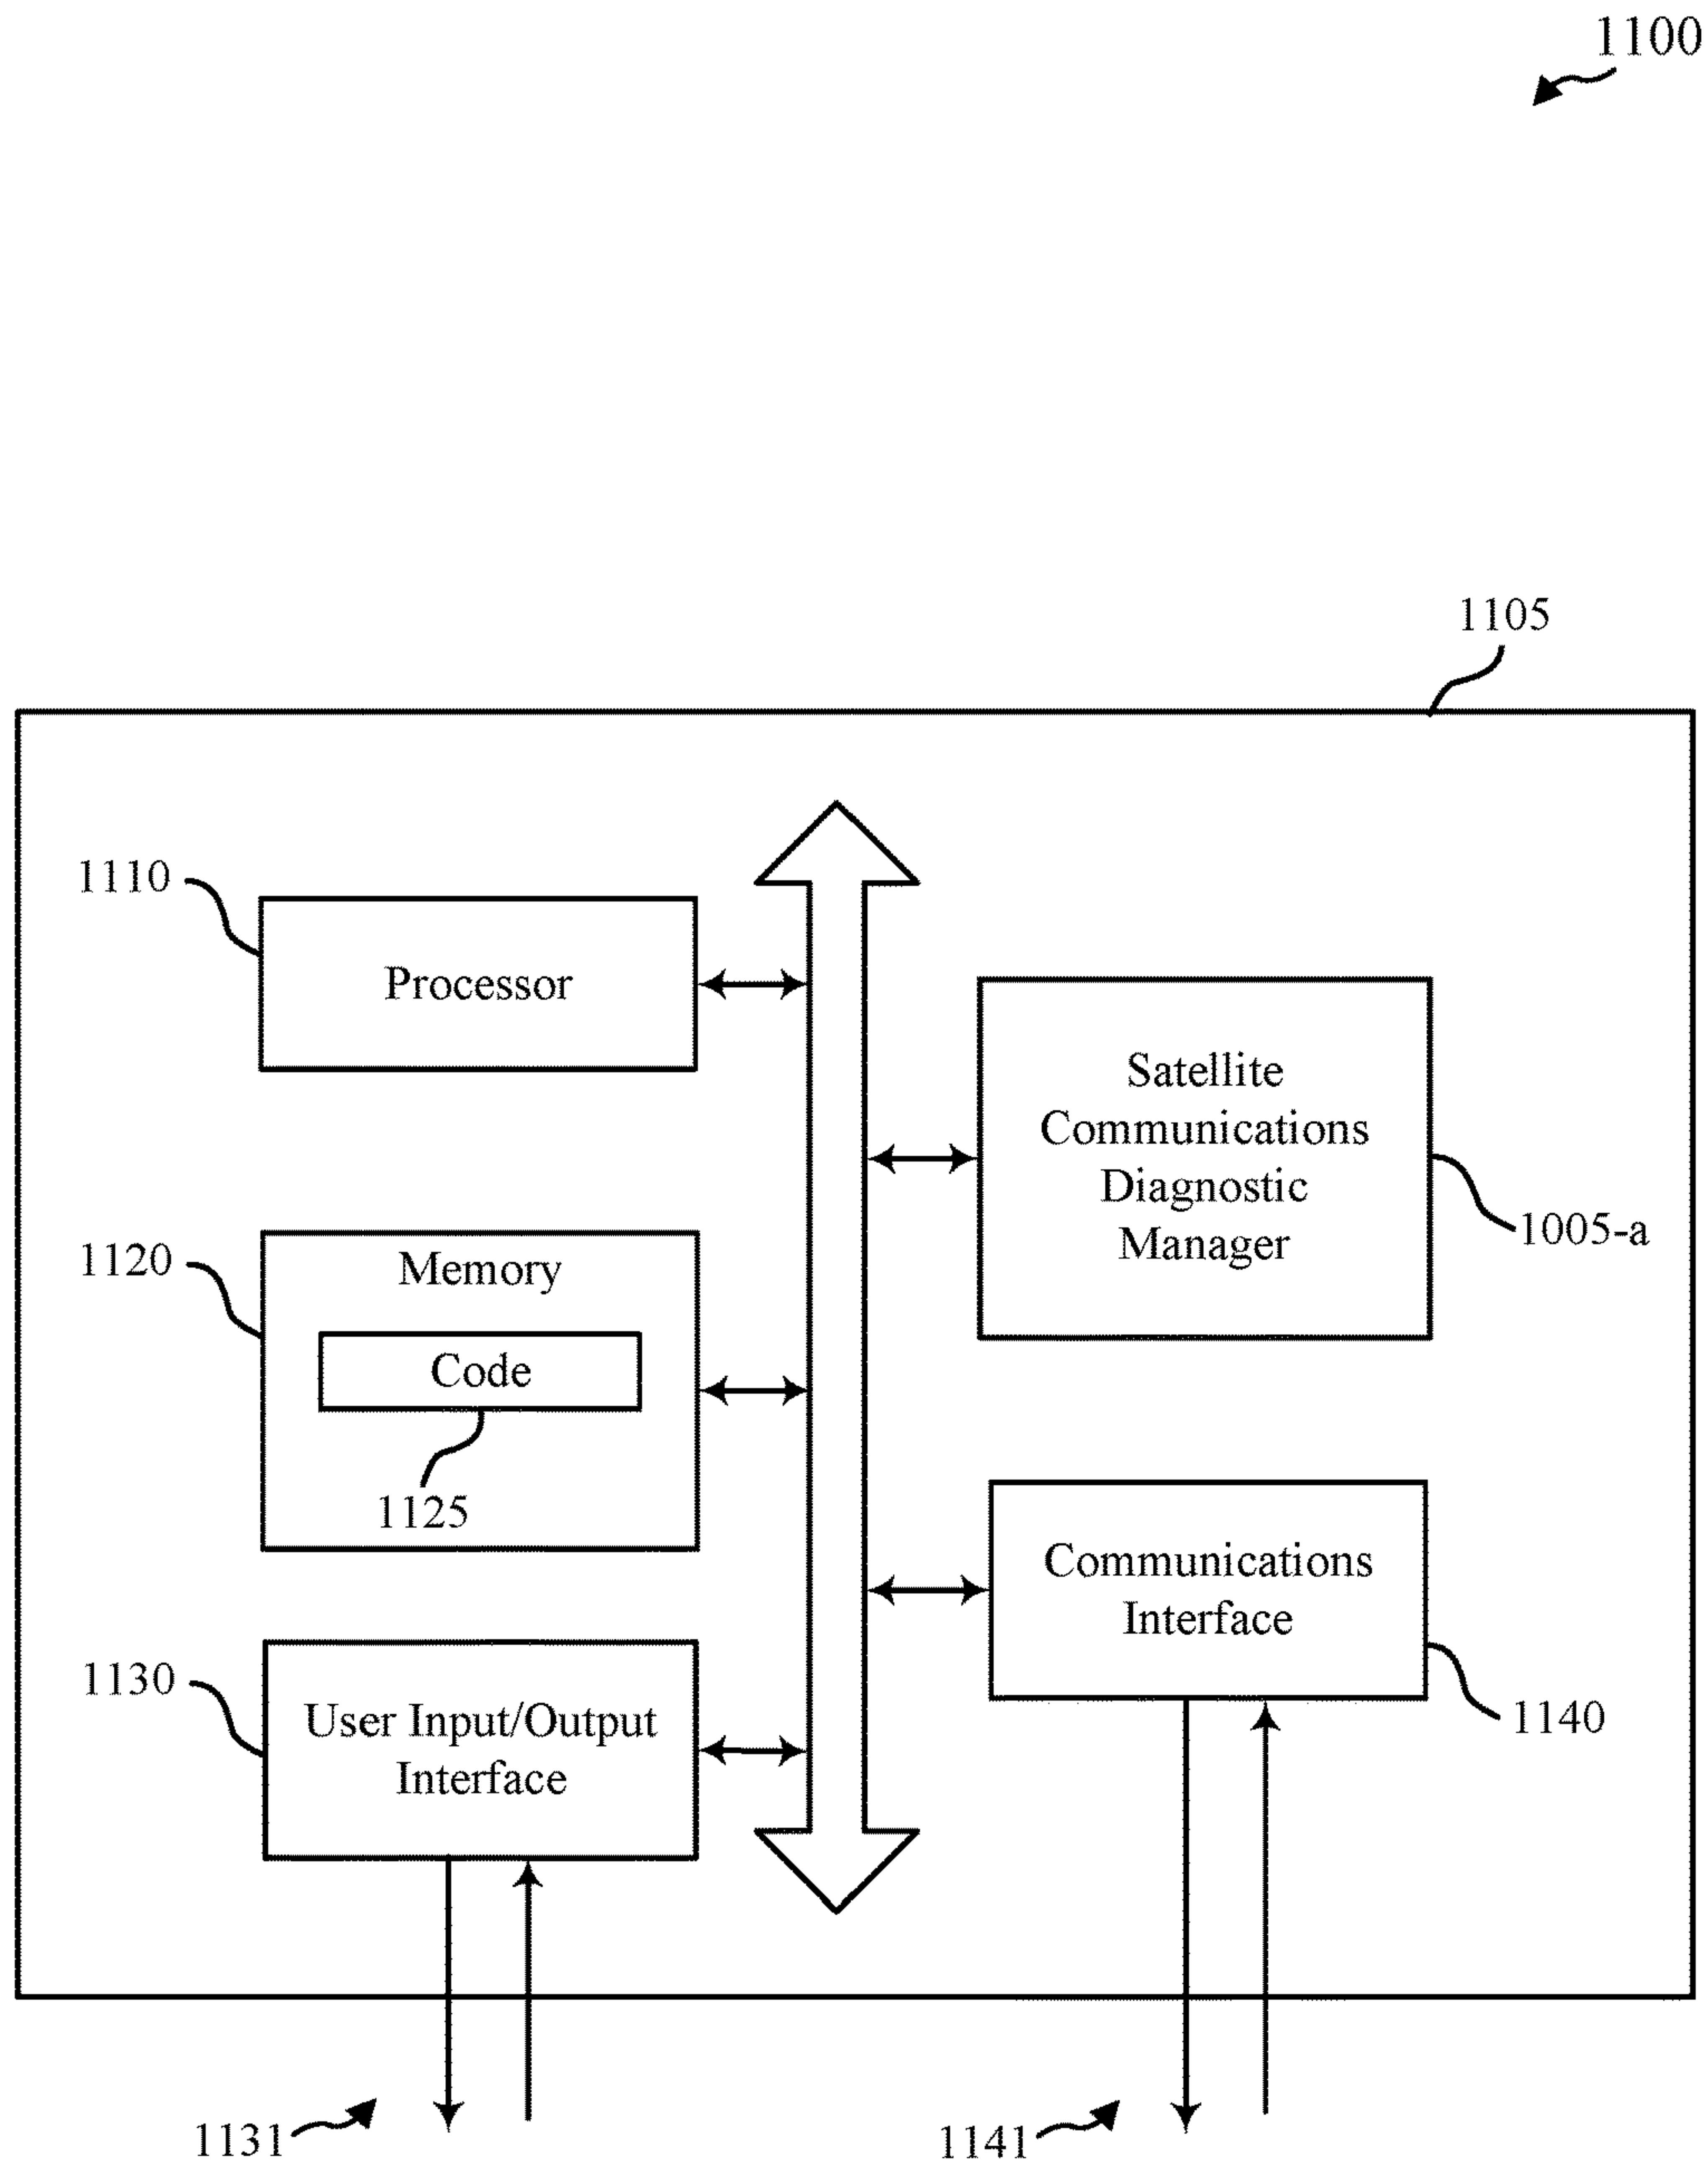 1100
1105
1110
Processor
Satellite
Communications
Diagnostic
Manager
1005-a
1120
Memory
Code
1125
Communications
Interface
1140
1130
User Input/Output
Interface
1131
1141